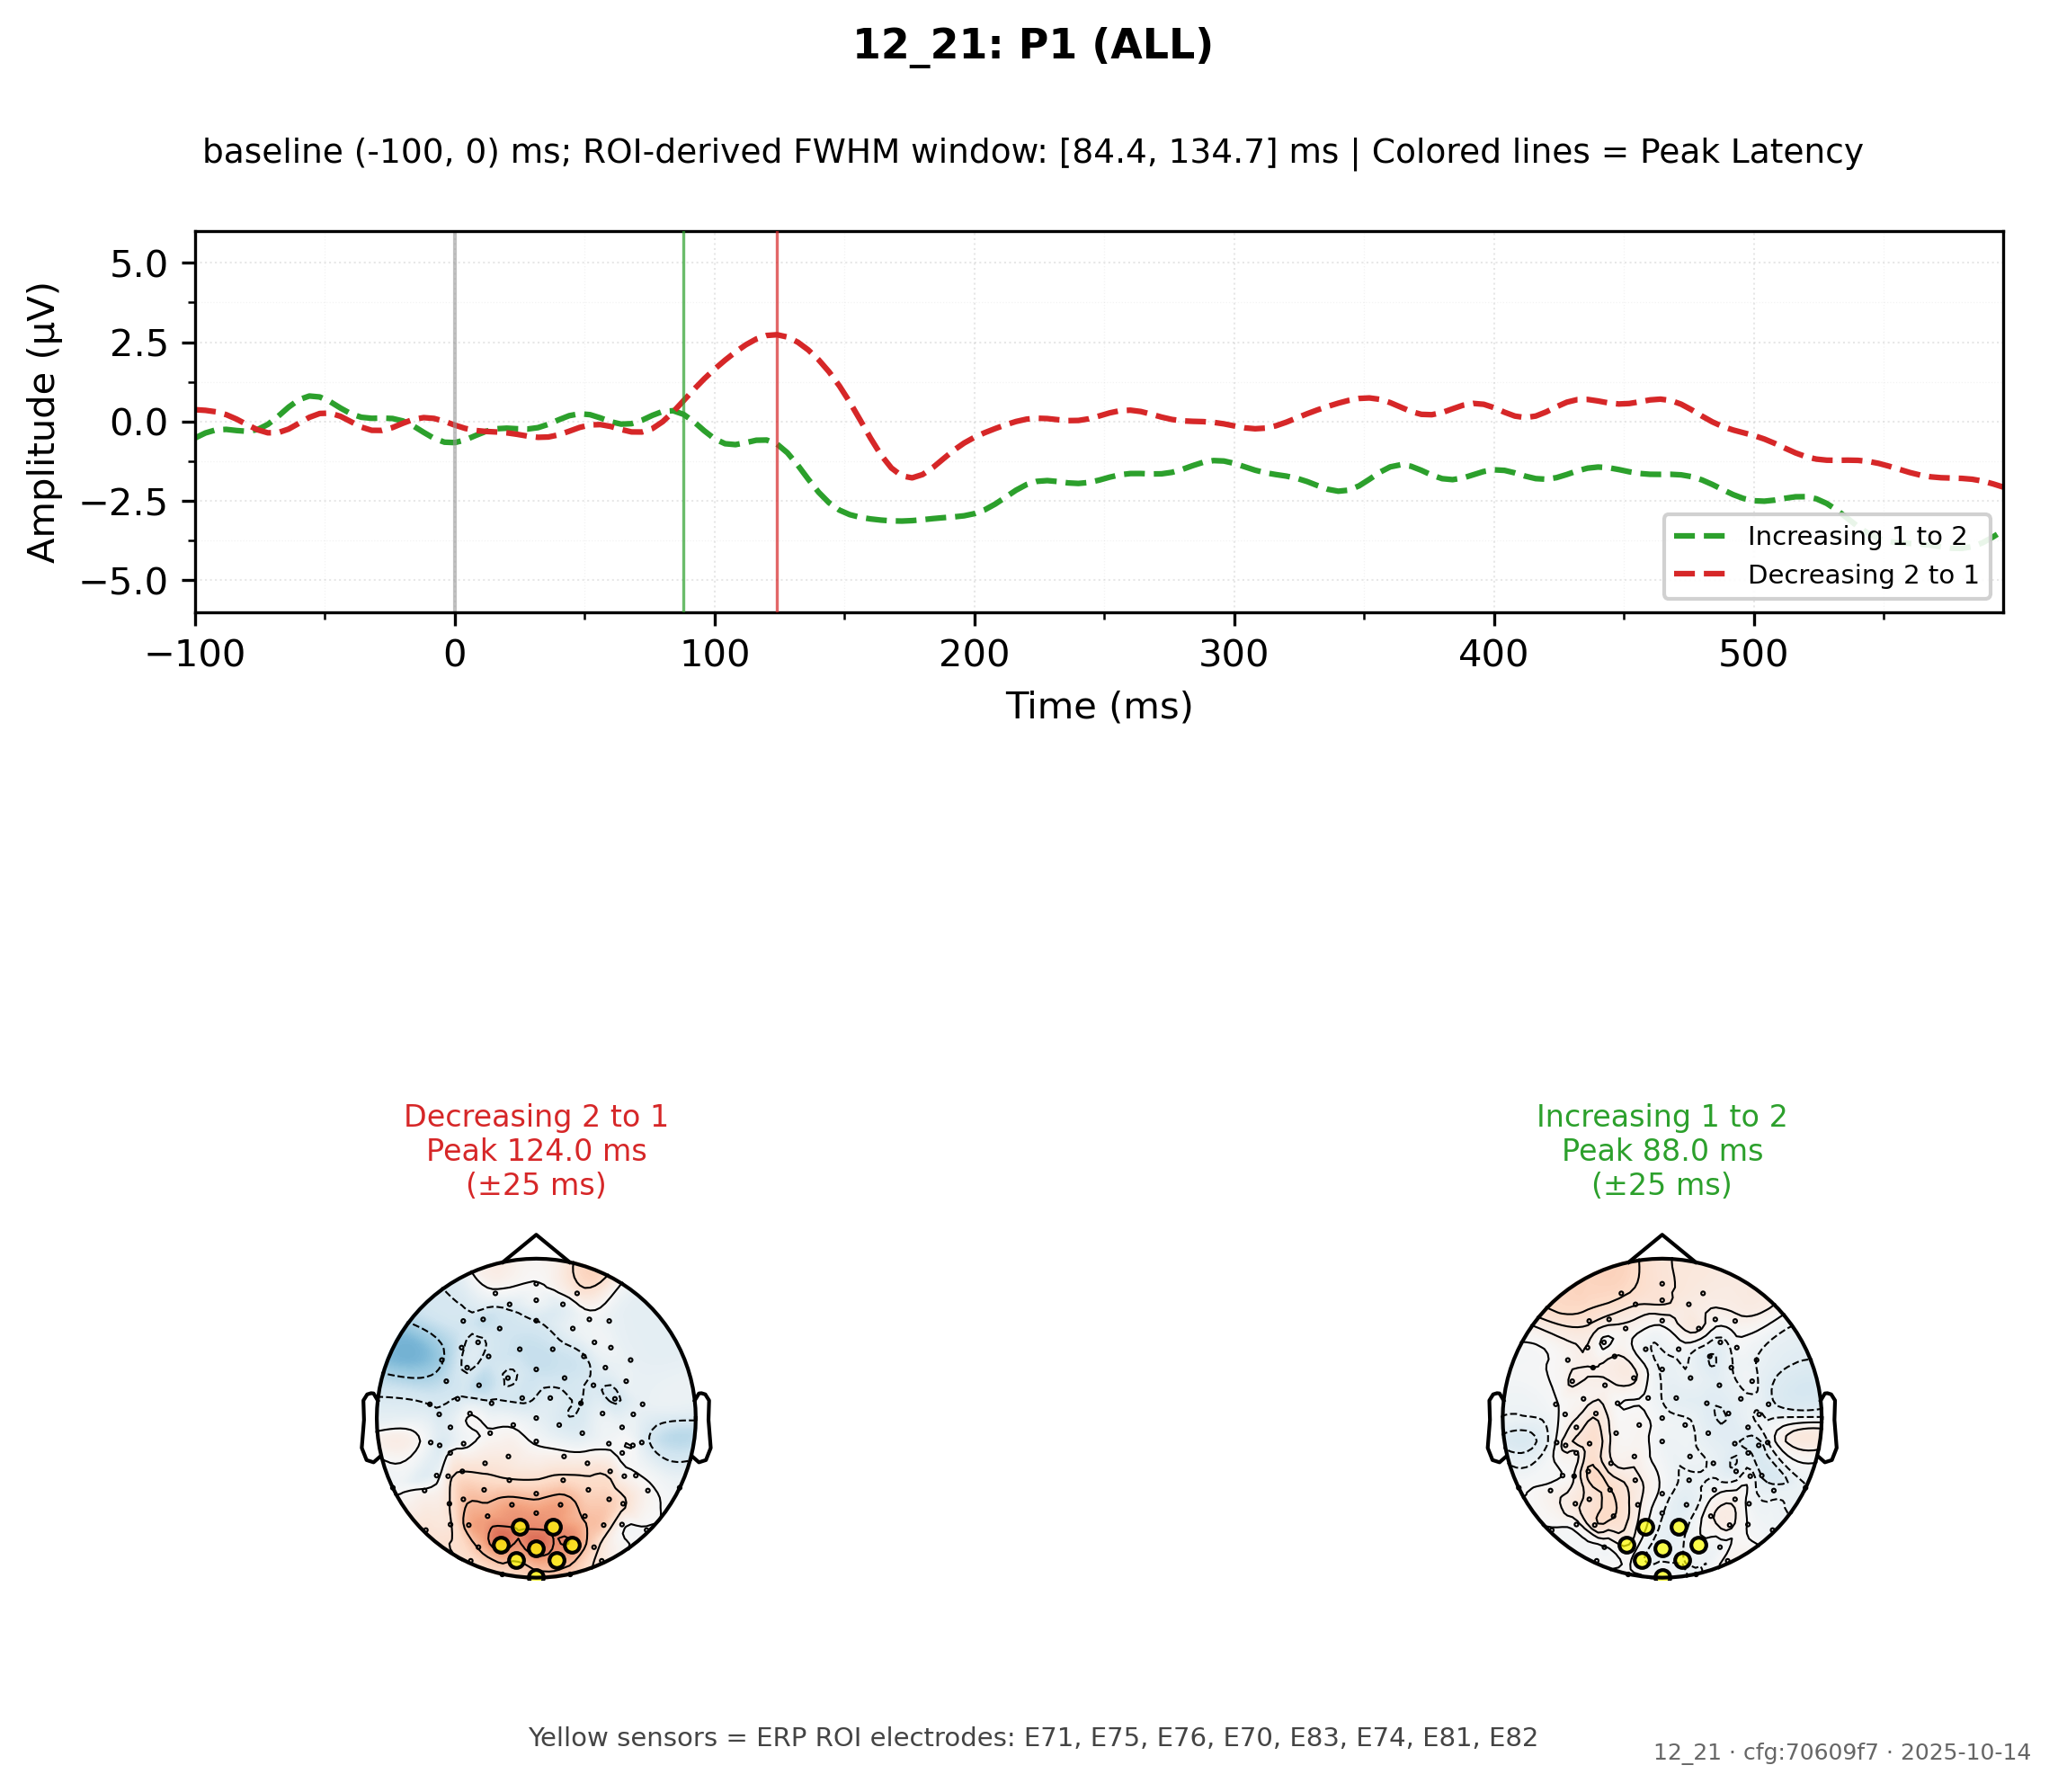 12_21: P1 (ALL)
baseline (-100, 0) ms; ROI-derived FWHM window: [84.4, 134.7] ms | Colored lines = Peak Latency
Amplitude (µV)
5.0
2.5
0.0
−2.5
−5.0
Increasing 1 to 2
Decreasing 2 to 1
−100
0
100
200
300
400
500
Time (ms)
Decreasing 2 to 1
Peak 124.0 ms
(±25 ms)
Increasing 1 to 2
Peak 88.0 ms
(±25 ms)
Yellow sensors = ERP ROI electrodes: E71, E75, E76, E70, E83, E74, E81, E82
12_21 · cfg:70609f7 · 2025-10-14